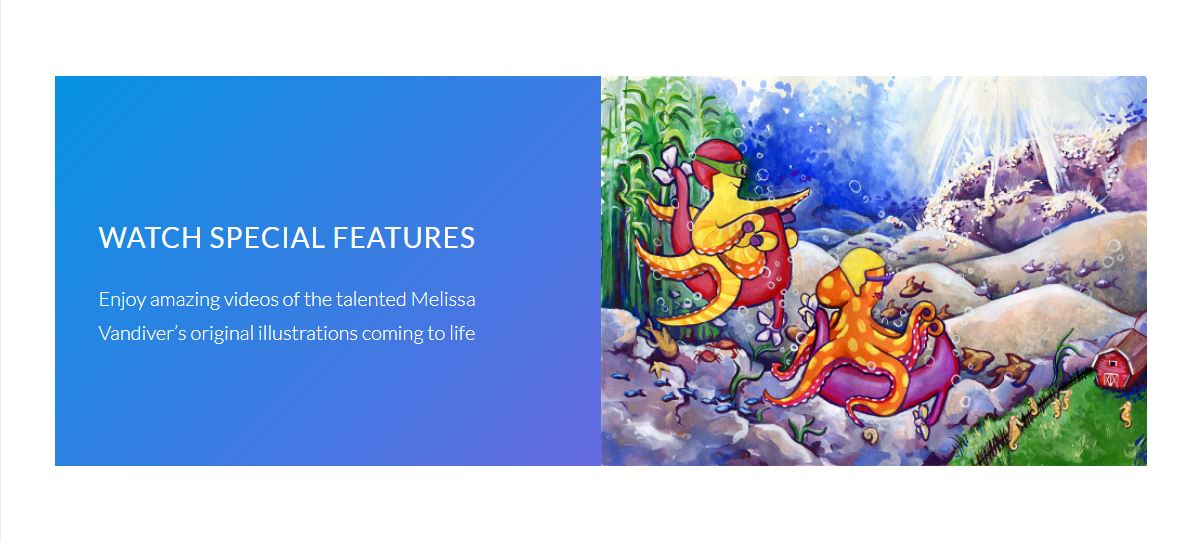 WATCH SPECIAL FEATURES
Enjoy amazing videos of the talented Melissa
Vandiver’s original illustrations coming to life